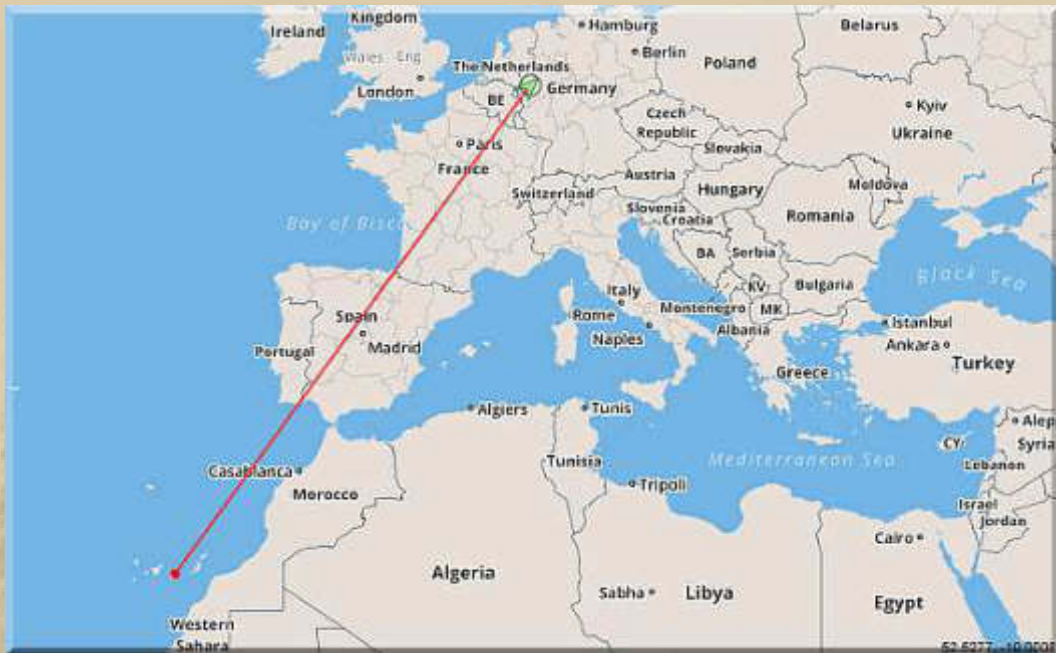 Kingdom
Ireland
Hamburg
Belarus
Wales
Eng
Berlin
The Netherlands
Poland
London
BE
Germany
Kyiv
Czech
Republic
Ukraine
Paris
Slovakia
France
Austria
Moldova
Switzerland
Hungary
Slovenia
Croatia
Romania
Bay of Bisc
BA
Serbia
Black Sea
KV
Bulgaria
Italy
Spain
Rome
Montenegro
MK
Istanbul
Madrid
Naples
Albania
Ankara
Portugal
Turkey
Greece
Algiers
Tunis
Alep
CY
Syria
Casablanca
Tunisia
Mediterranean Sea
Lebanon
Morocco
Tripoli
Israel
Jordan
Cairo
Algeria
Sabha
Libya
Egypt
Western
Sahara